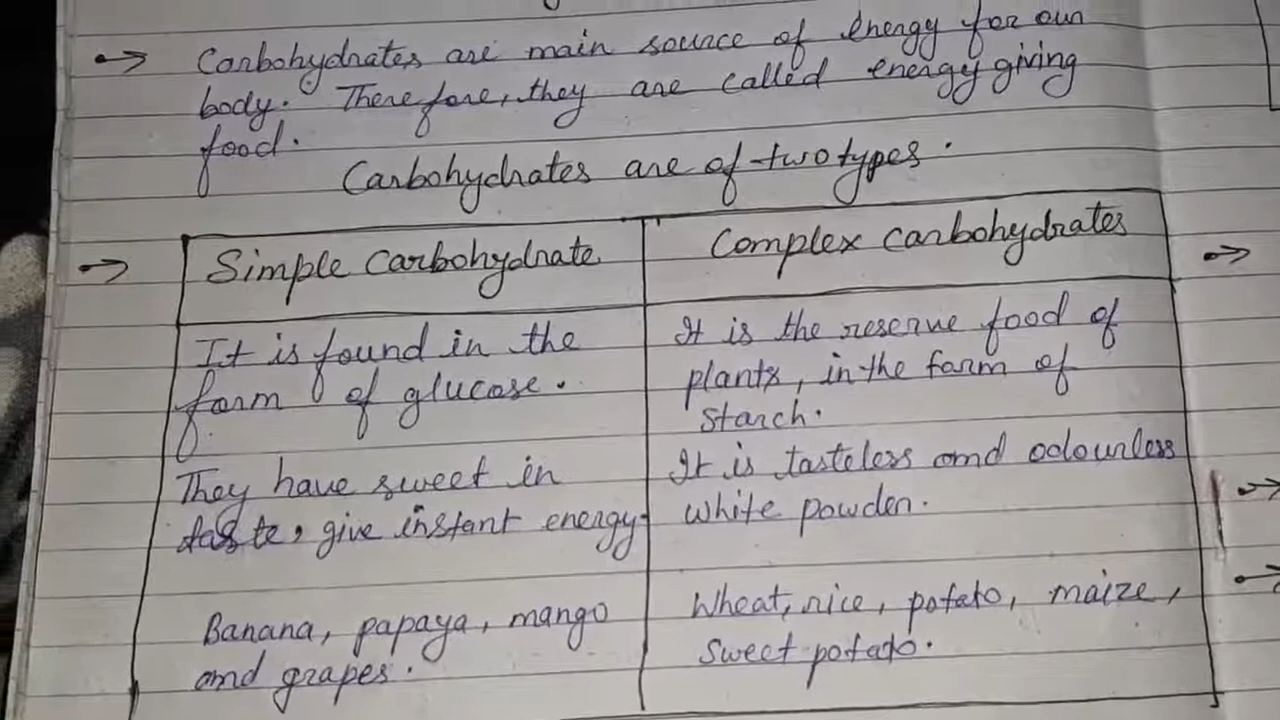 → Carbohydrates are main source of energy for our
body. Therefore, they are called energy giving
food.
Carbohydrates are of two types.
→ Simple Carbohydrate
It is found in the
form of glucose.
They have sweet in
taste, give instant energy.
Banana, papaya, mango
and grapes.
Complex carbohydrates
It is the reserve food of
plants, in the form of
starch.
It is tasteless and odourless
white powder.
Wheat, rice, potato, maize,
Sweet potato.